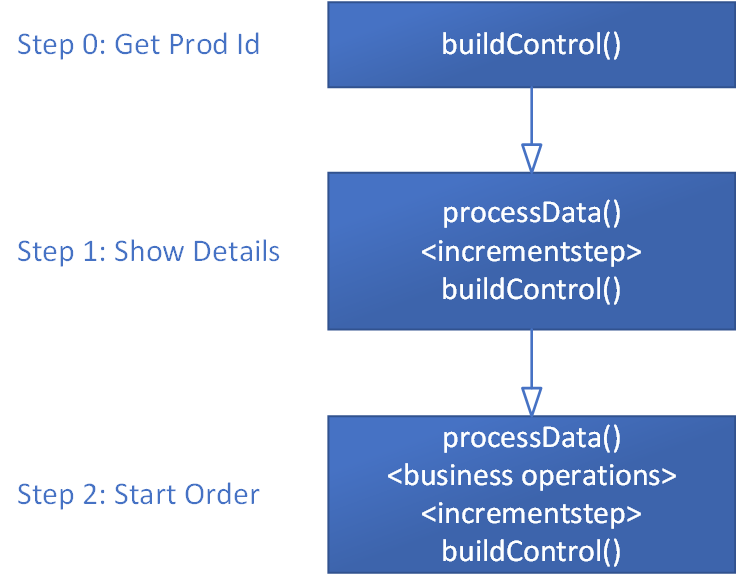 Step 0: Get Prod Id
buildControl()
Step 1: Show Details
processData()
<incrementstep>
buildControl()
Step 2: Start Order
processData()
<business operations>
<incrementstep>
buildControl()